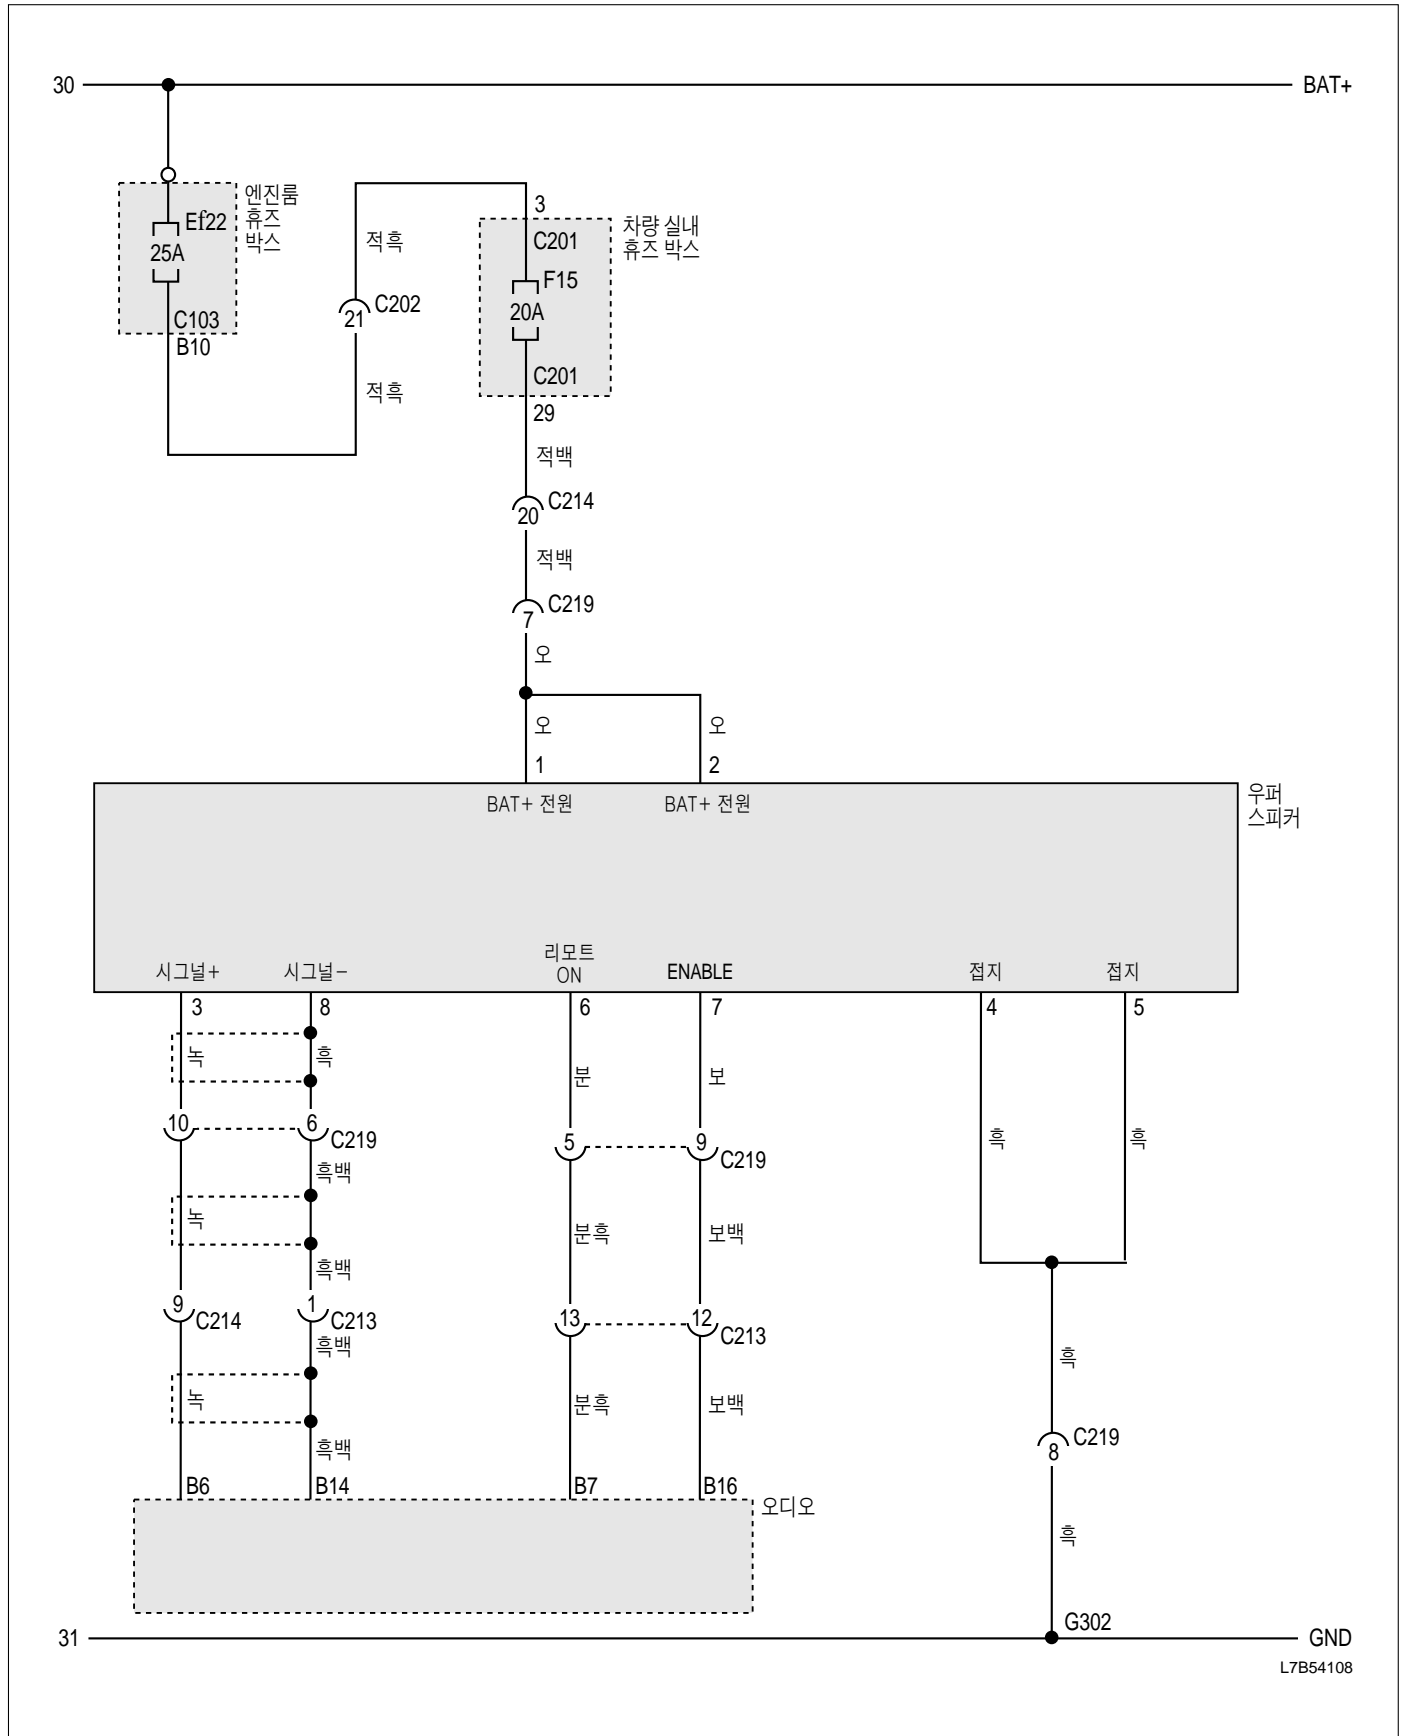 30
BAT+
Ef22
25A
C103
B10
엔진룸
휴즈
박스
적흑
21
C202
적흑
3
C201
F15
20A
C201
29
차량 실내
휴즈 박스
적백
20
C214
적백
7
C219
오
오
오
1
2
BAT+ 전원
BAT+ 전원
우퍼
스피커
시그널+
시그널-
리모트
ON
ENABLE
접지
접지
3
8
6
7
4
5
녹
흑
분
보
10
6
C219
5
9
C219
흑
흑
흑백
녹
분흑
보백
흑백
9
C214
1
C213
13
12
C213
흑백
흑
녹
분흑
보백
흑백
8
C219
B6
B14
B7
B16
오디오
흑
G302
31
GND
L7B54108